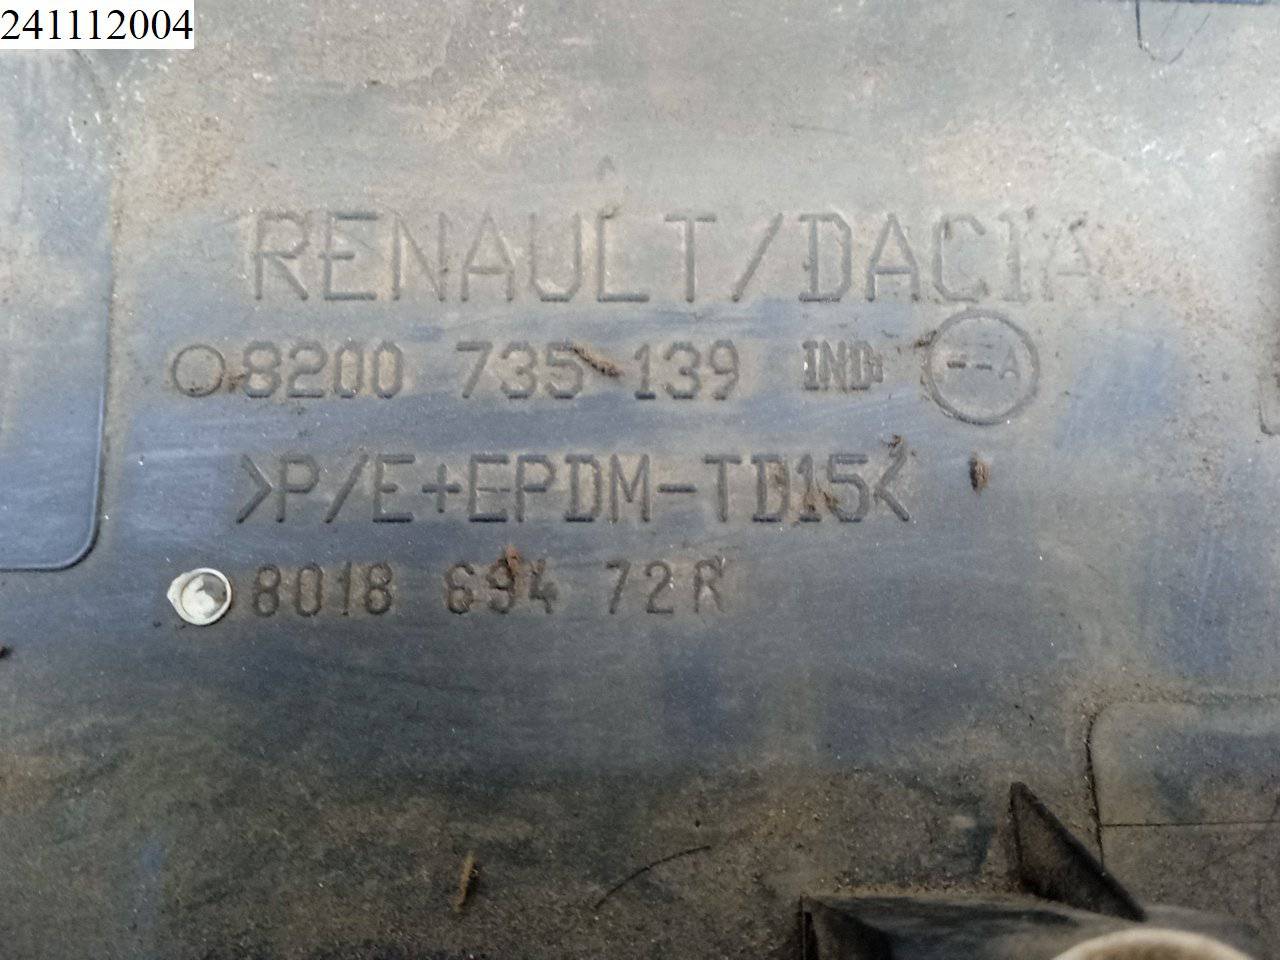 241112004
RENAULT/DACIA
8200 735 139 IND: --A
>P/E+EPDM-TD15<
8018 694 72R